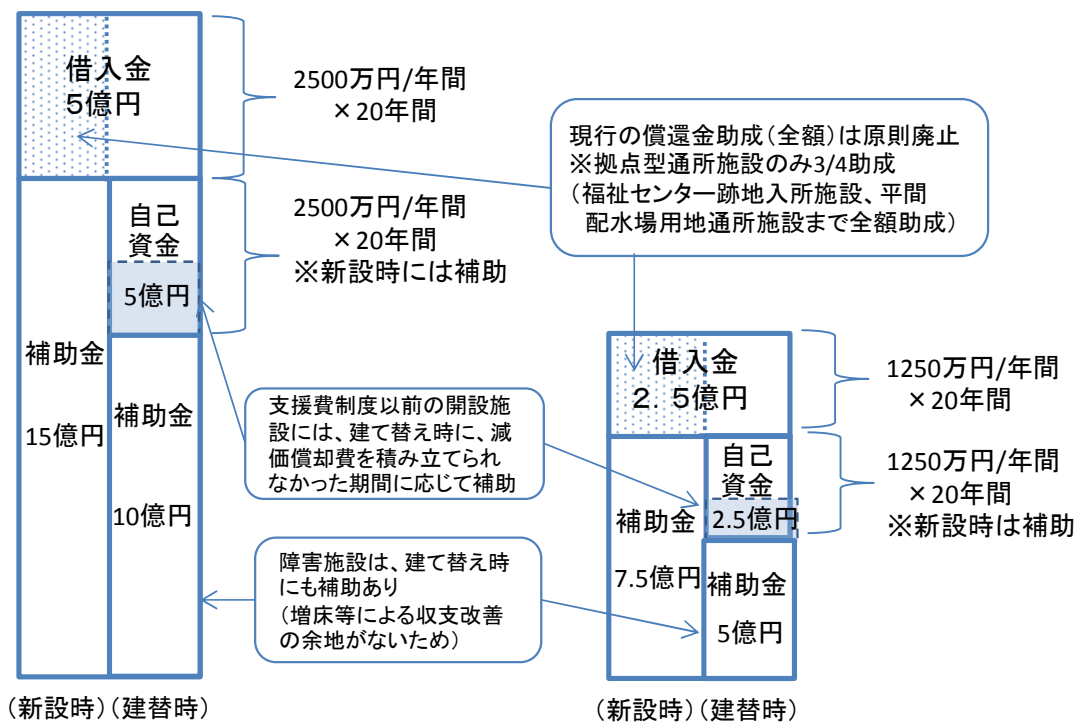 借入金
5億円
2500万円/年間
×20年間
現行の償還金助成（全額）は原則廃止
※拠点型通所施設のみ3/4助成
（福祉センター跡地入所施設、平間
配水場用地通所施設まで全額助成）
自己
資金
5億円
2500万円/年間
×20年間
※新設時には補助
補助金
15億円
補助金
10億円
支援費制度以前の開設施
設には、建て替え時に、減
価償却費を積み立てられ
なかった期間に応じて補助
障害施設は、建て替え時
にも補助あり
（増床等による収支改善
の余地がないため）
（新設時）（建替時）
借入金
２．５億円
1250万円/年間
×20年間
自己
資金
2.5億円
1250万円/年間
×20年間
※新設時は補助
補助金
7.5億円
補助金
5億円
（新設時）（建替時）